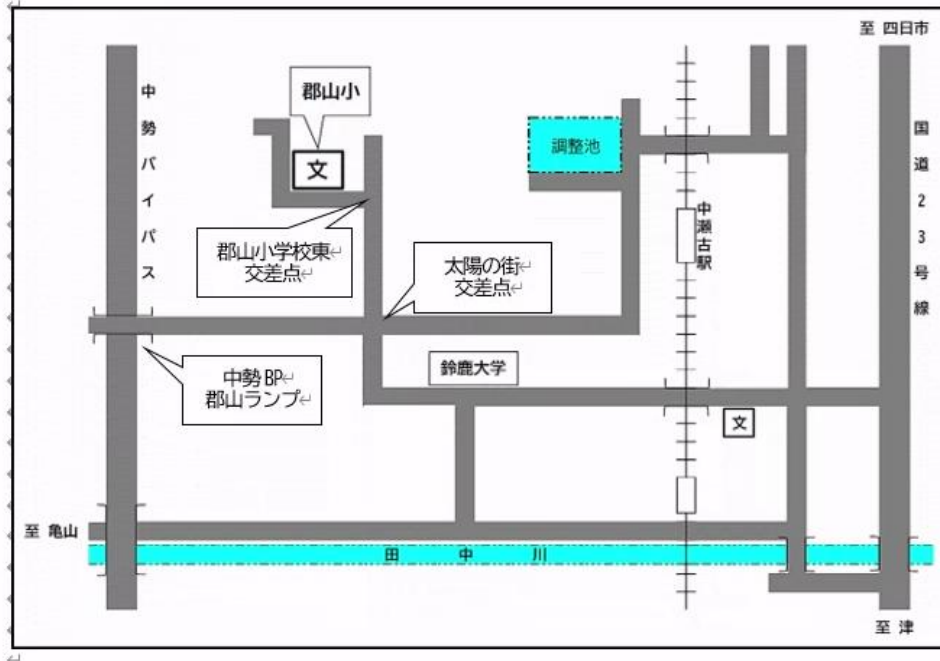 至 四日市
郡山小
文
中勢バイパス
調整池
国道23号線
中瀬古駅
郡山小学校東
交差点
太陽の街
交差点
鈴鹿大学
中勢BP
郡山ランプ
文
至 亀山
田中川
至 津